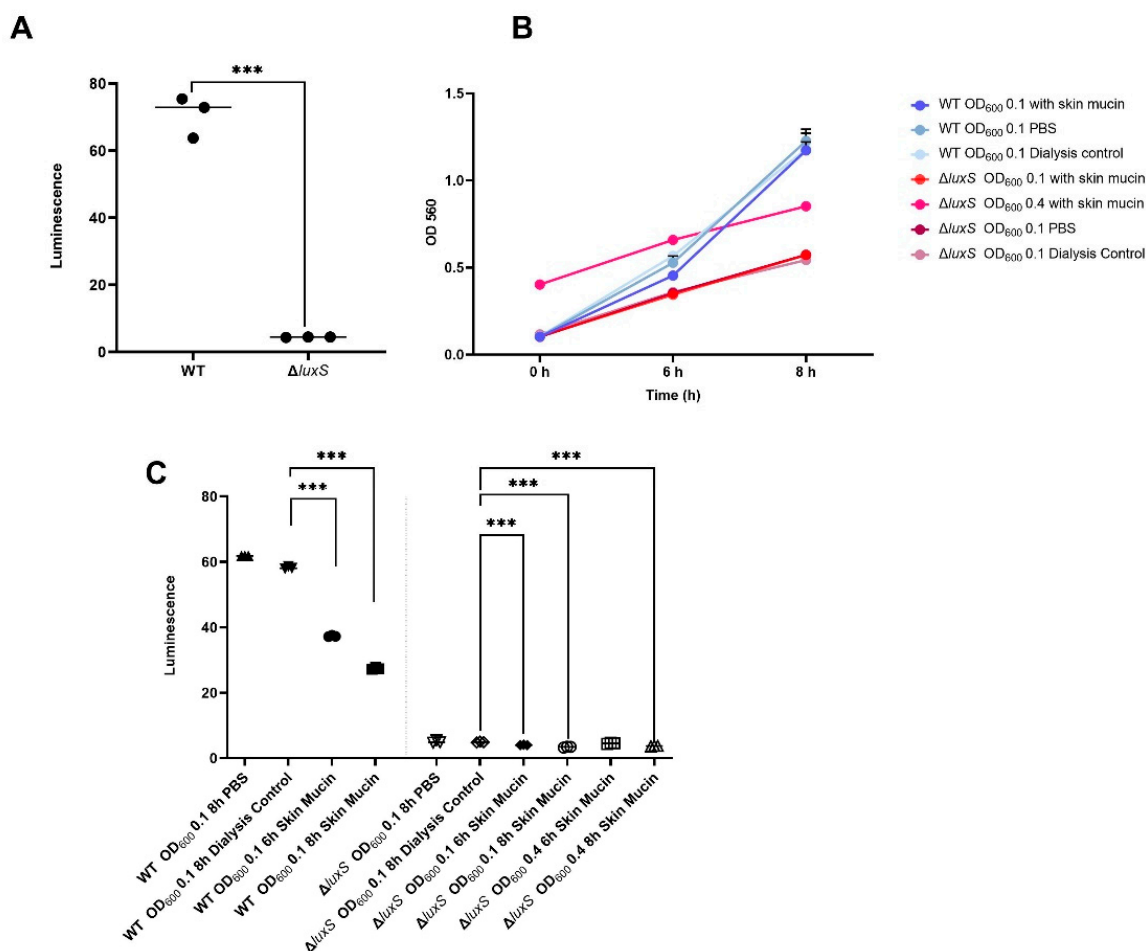 A
***
80
60
40
20
0
Luminescence
WT
ΔluxS
B
1.5
1.0
0.5
0.0
OD 560
0 h
6 h
8 h
Time (h)
WT OD600 0.1 with skin mucin
WT OD600 0.1 PBS
WT OD600 0.1 Dialysis control
ΔluxS OD600 0.1 with skin mucin
ΔluxS OD600 0.4 with skin mucin
ΔluxS OD600 0.1 PBS
ΔluxS OD600 0.1 Dialysis Control
C
***
***
***
***
***
80
60
40
20
0
Luminescence
WT OD600 0.1 8h PBS
WT OD600 0.1 8h Dialysis Control
WT OD600 0.1 6h Skin Mucin
WT OD600 0.1 8h Skin Mucin
ΔluxS OD600 0.1 8h PBS
ΔluxS OD600 0.1 8h Dialysis Control
ΔluxS OD600 0.1 6h Skin Mucin
ΔluxS OD600 0.1 8h Skin Mucin
ΔluxS OD600 0.4 6h Skin Mucin
ΔluxS OD600 0.4 8h Skin Mucin